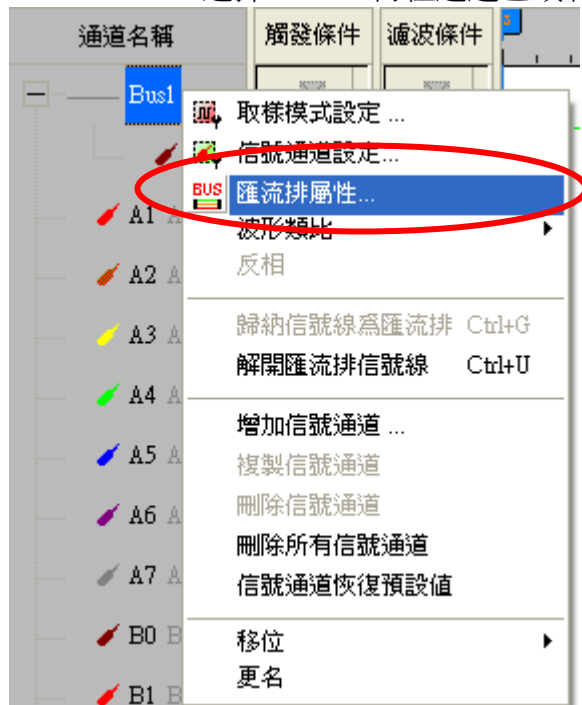 通道名稱 觸發條件 濾波條件
Bus1
取樣模式設定 ...
信號通道設定...
BUS 匯流排屬性...
A1 A
波形類比
A2 A
反相
A3 A
歸納信號線爲匯流排 Ctrl+G
解開匯流排信號線 Ctrl+U
A4 A
增加信號通道 ...
A5 A
複製信號通道
A6 A
刪除信號通道
刪除所有信號通道
A7 A
信號通道恢復預設值
B0 B
移位
更名
B1 B